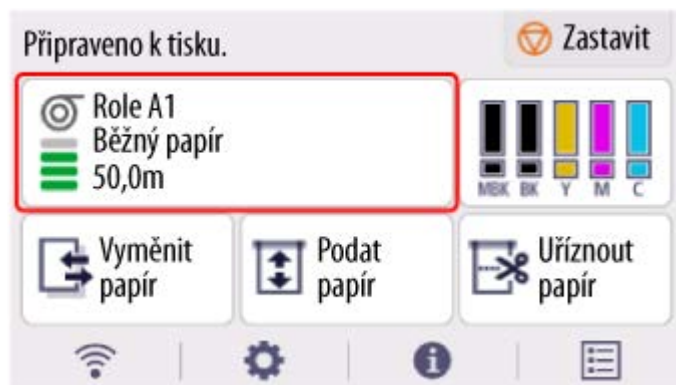 Připraveno k tisku.
Zastavit
Role A1
Běžný papír
50,0m
MBK BK Y M C
Vyměnit
papír
Podat
papír
Uříznout
papír